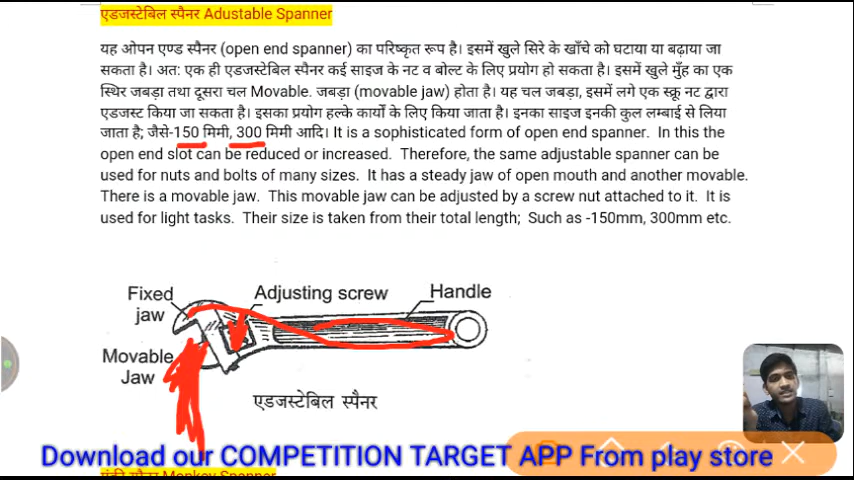 एडजस्टेबिल स्पैनर Adustable Spanner
यह ओपन एण्ड स्पैनर (open end spanner) का परिष्कृत रूप है। इसमें खुले सिरे के खाँचे को घटाया या बढ़ाया जा
सकता है। अत: एक ही एडजस्टेबिल स्पैनर कई साइज के नट व बोल्ट के लिए प्रयोग हो सकता है। इसमें खुले मुँह का एक
स्थिर जबड़ा तथा दूसरा चल Movable. जबड़ा (movable jaw) होता है। यह चल जबड़ा, इसमें लगे एक स्क्रू नट द्वारा
एडजस्ट किया जा सकता है। इसका प्रयोग हल्के कार्यों के लिए किया जाता है। इनका साइज इनकी कुल लम्बाई से लिया
जाता है; जैसे-150 मिमी, 300 मिमी आदि। It is a sophisticated form of open end spanner. In this the
open end slot can be reduced or increased. Therefore, the same adjustable spanner can be
used for nuts and bolts of many sizes. It has a steady jaw of open mouth and another movable.
There is a movable jaw. This movable jaw can be adjusted by a screw nut attached to it. It is
used for light tasks. Their size is taken from their total length; Such as -150mm, 300mm etc.
Fixed jaw
Adjusting screw
Handle
Movable Jaw
एडजस्टेबिल स्पैनर
Download our COMPETITION TARGET APP From play store
Monkey Spanner